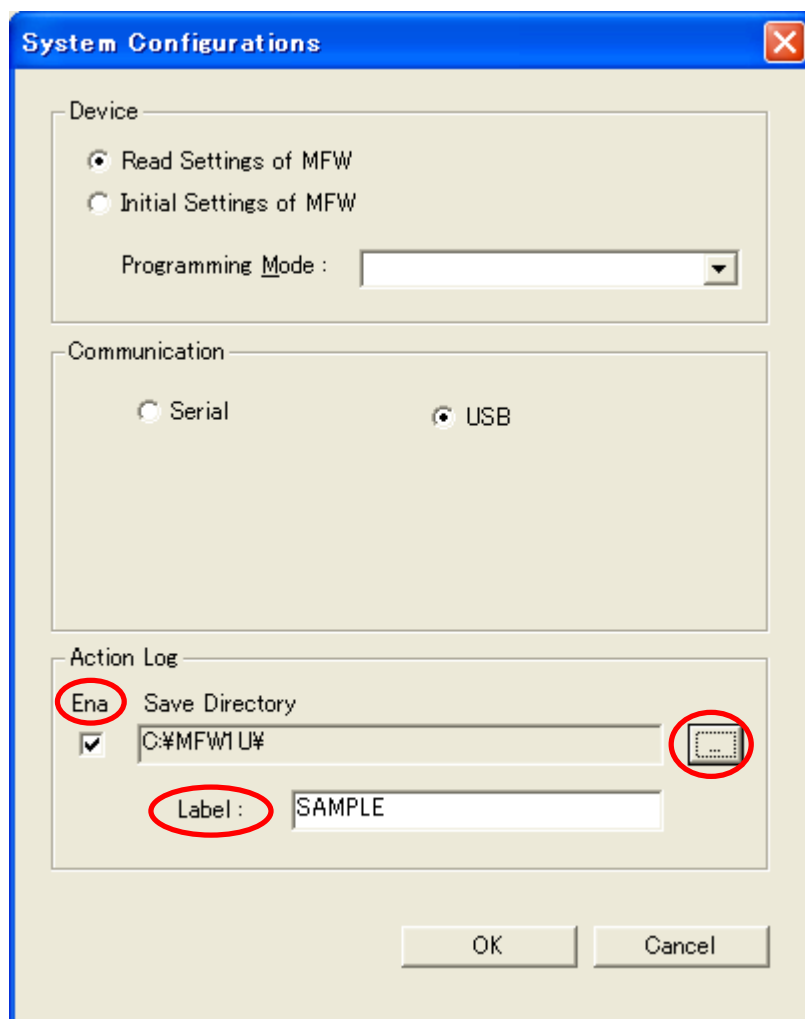 System Configurations
Device
Read Settings of MFW
Initial Settings of MFW
Programming Mode :
Communication
Serial USB
Action Log
Ena Save Directory
C:¥MFW1U¥ ...
Label : SAMPLE
OK Cancel